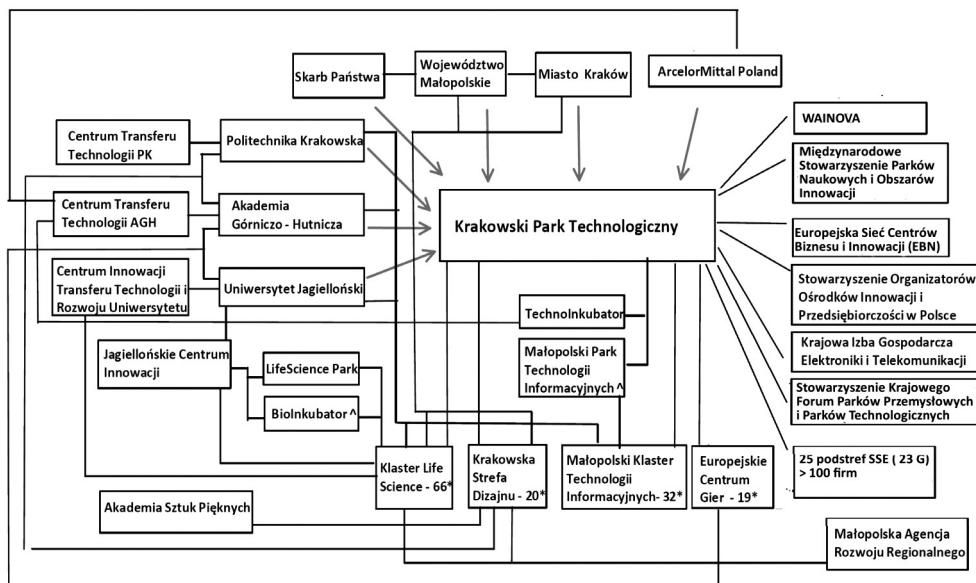 Skarb Państwa
Województwo
Małopolskie
Miasto Kraków
ArcelorMittal Poland
Centrum Transferu
Technologii PK
Politechnika Krakowska
WAINOVA
Międzynarodowe
Stowarzyszenie Parków
Naukowych i Obszarów
Innowacji
Centrum Transferu
Technologii AGH
Akademia
Górniczo - Hutnicza
Krakowski Park Technologiczny
Europejska Sieć Centrów
Biznesu i Innowacji (EBN)
Centrum Innowacji
Transferu Technologii i
Rozwoju Uniwersytetu
Uniwersytet Jagielloński
Stowarzyszenie Organizatorów
Ośrodków Innowacji i
Przedsiębiorczości w Polsce
TechnoInkubator
Jagiellońskie Centrum
Innowacji
LifeScience Park
Małopolski Park
Technologii
Informacyjnych ^
Krajowa Izba Gospodarcza
Elektroniki i Telekomunikacji
BioInkubator ^
Stowarzyszenie Krajowego
Forum Parków Przemysłowych
i Parków Technologicznych
Klaster Life
Science - 66*
Krakowska
Strefa
Dizajnu - 20*
Małopolski Klaster
Technologii
Informacyjnych- 32*
Europejskie
Centrum
Gier - 19*
25 podstref SSE ( 23 G)
> 100 firm
Akademia Sztuk Pięknych
Małopolska Agencja
Rozwoju Regionalnego